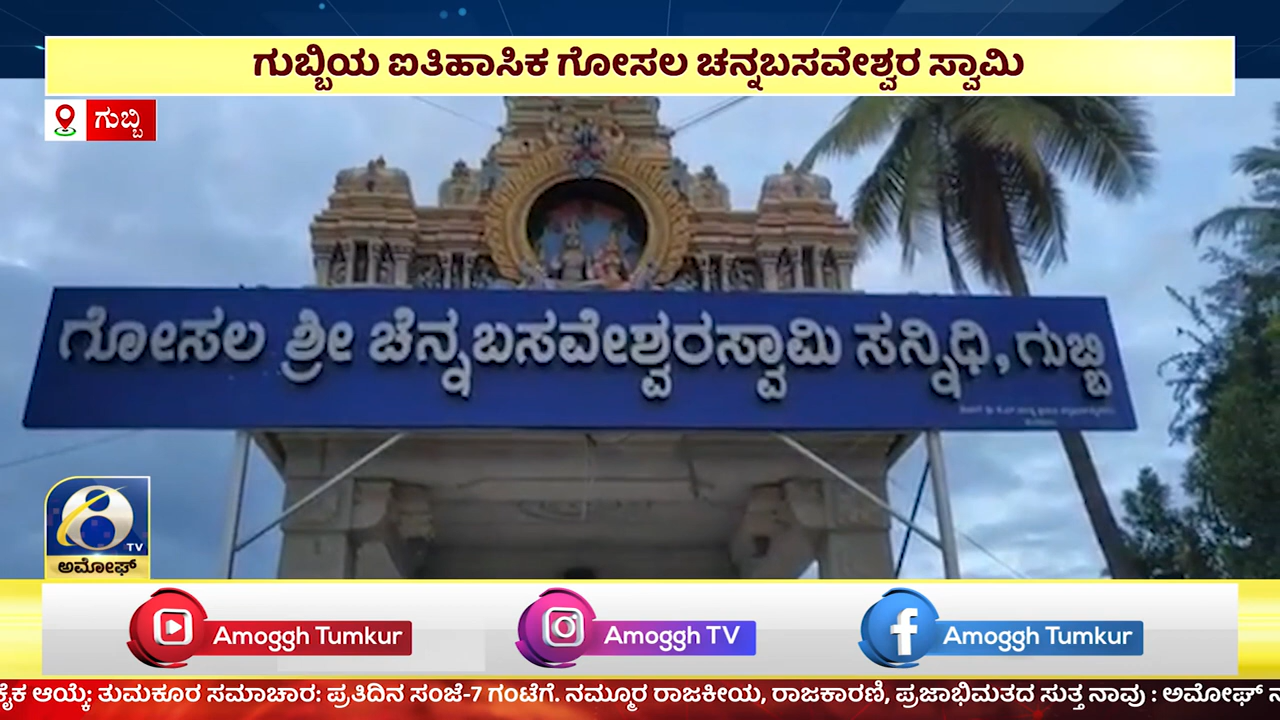 ಗುಬ್ಬಿಯ ಐತಿಹಾಸಿಕ ಗೋಸಲ ಚನ್ನಬಸವೇಶ್ವರ ಸ್ವಾಮಿ
ಗುಬ್ಬಿ
ಗೋಸಲ ಶ್ರೀ ಚೆನ್ನಬಸವೇಶ್ವರಸ್ವಾಮಿ ಸನ್ನಿಧಿ, ಗುಬ್ಬಿ
TV
ಅಮೋಘ್
Amoggh Tumkur
Amoggh TV
Amoggh Tumkur
ಆಯ್ಕೆ: ತುಮಕೂರ ಸಮಾಚಾರ: ಪ್ರತಿದಿನ ಸಂಜೆ-7 ಗಂಟೆಗೆ. ನಮ್ಮೂರ ರಾಜಕೀಯ, ರಾಜಕಾರಣಿ, ಪ್ರಜಾಭಿಮತದ ಸುತ್ತ ನಾವು : ಅಮೋಘ್